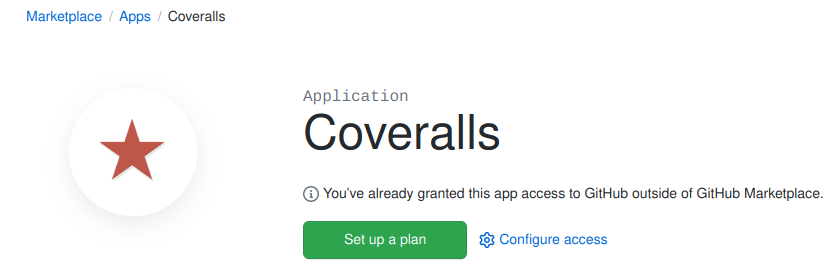 Marketplace / Apps / Coveralls
Application
Coveralls
You’ve already granted this app access to GitHub outside of GitHub Marketplace.
Set up a plan Configure access